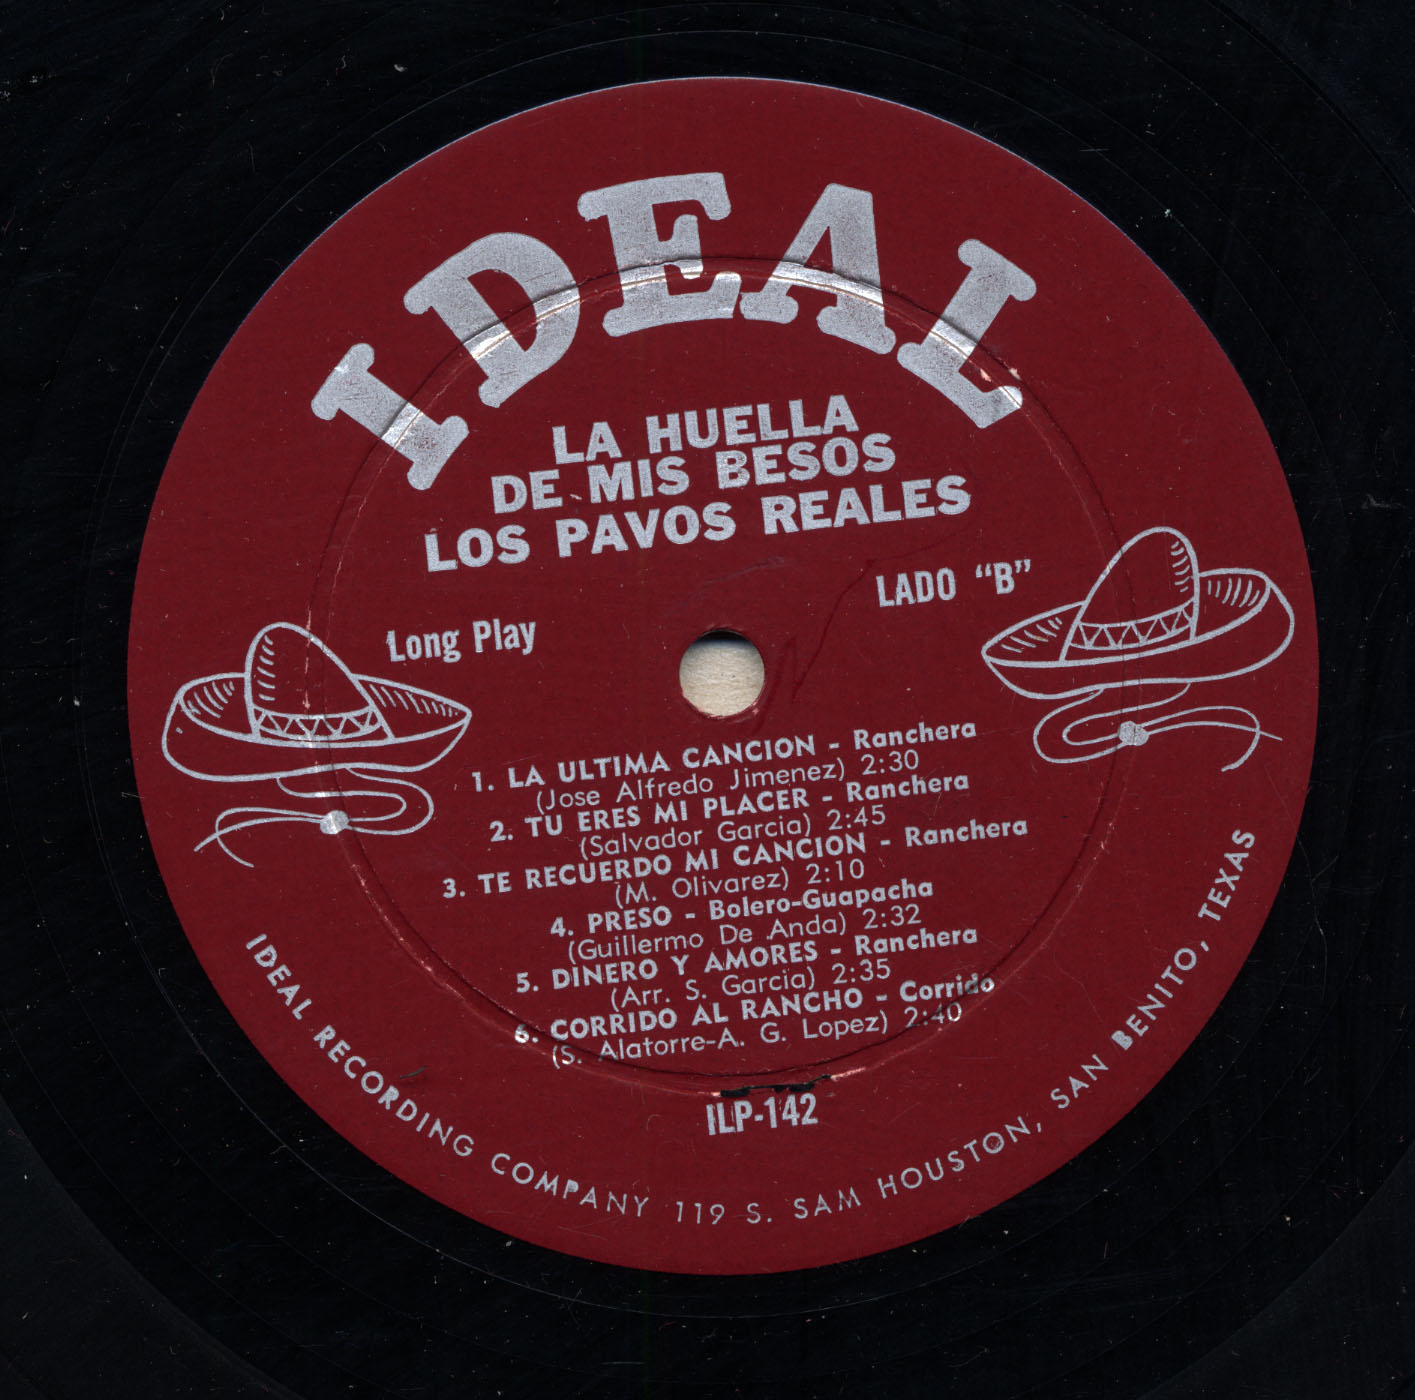 IDEAL
LA HUELLA
DE MIS BESOS
LOS PAVOS REALES
LADO "B"
Long Play
1. LA ULTIMA CANCION - Ranchera
(Jose Alfredo Jimenez) 2:30
2. TU ERES MI PLACER - Ranchera
(Salvador Garcia) 2:45
3. TE RECUERDO MI CANCION - Ranchera
(M. Olivarez) 2:10
4. PRESO - Bolero-Guapacha
(Guillermo De Anda) 2:32
5. DINERO Y AMORES - Ranchera
(Arr. S. Garcia) 2:35
6. CORRIDO AL RANCHO - Corrido
(S. Alatorre-A. G. Lopez) 2:40
ILP-142
IDEAL RECORDING COMPANY 119 S. SAM HOUSTON, SAN BENITO, TEXAS